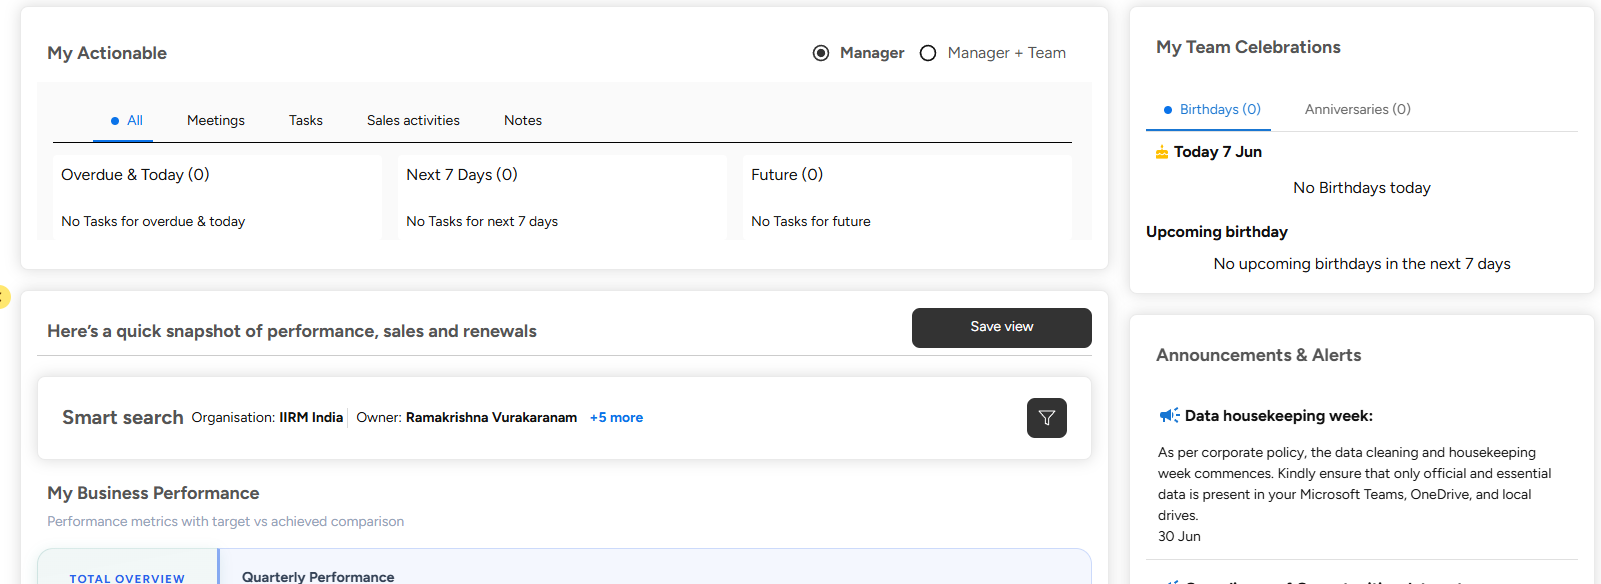 My Actionable
Manager
Manager + Team
All
Meetings
Tasks
Sales activities
Notes
Overdue & Today (0)
No Tasks for overdue & today
Next 7 Days (0)
No Tasks for next 7 days
Future (0)
No Tasks for future
Here's a quick snapshot of performance, sales and renewals
Save view
Smart search
Organisation: IIRM India
Owner: Ramakrishna Vurakaranam
+5 more
My Business Performance
Performance metrics with target vs achieved comparison
TOTAL OVERVIEW
Quarterly Performance
My Team Celebrations
Birthdays (0)
Anniversaries (0)
Today 7 Jun
No Birthdays today
Upcoming birthday
No upcoming birthdays in the next 7 days
Announcements & Alerts
Data housekeeping week:
As per corporate policy, the data cleaning and housekeeping
week commences. Kindly ensure that only official and essential
data is present in your Microsoft Teams, OneDrive, and local
drives.
30 Jun